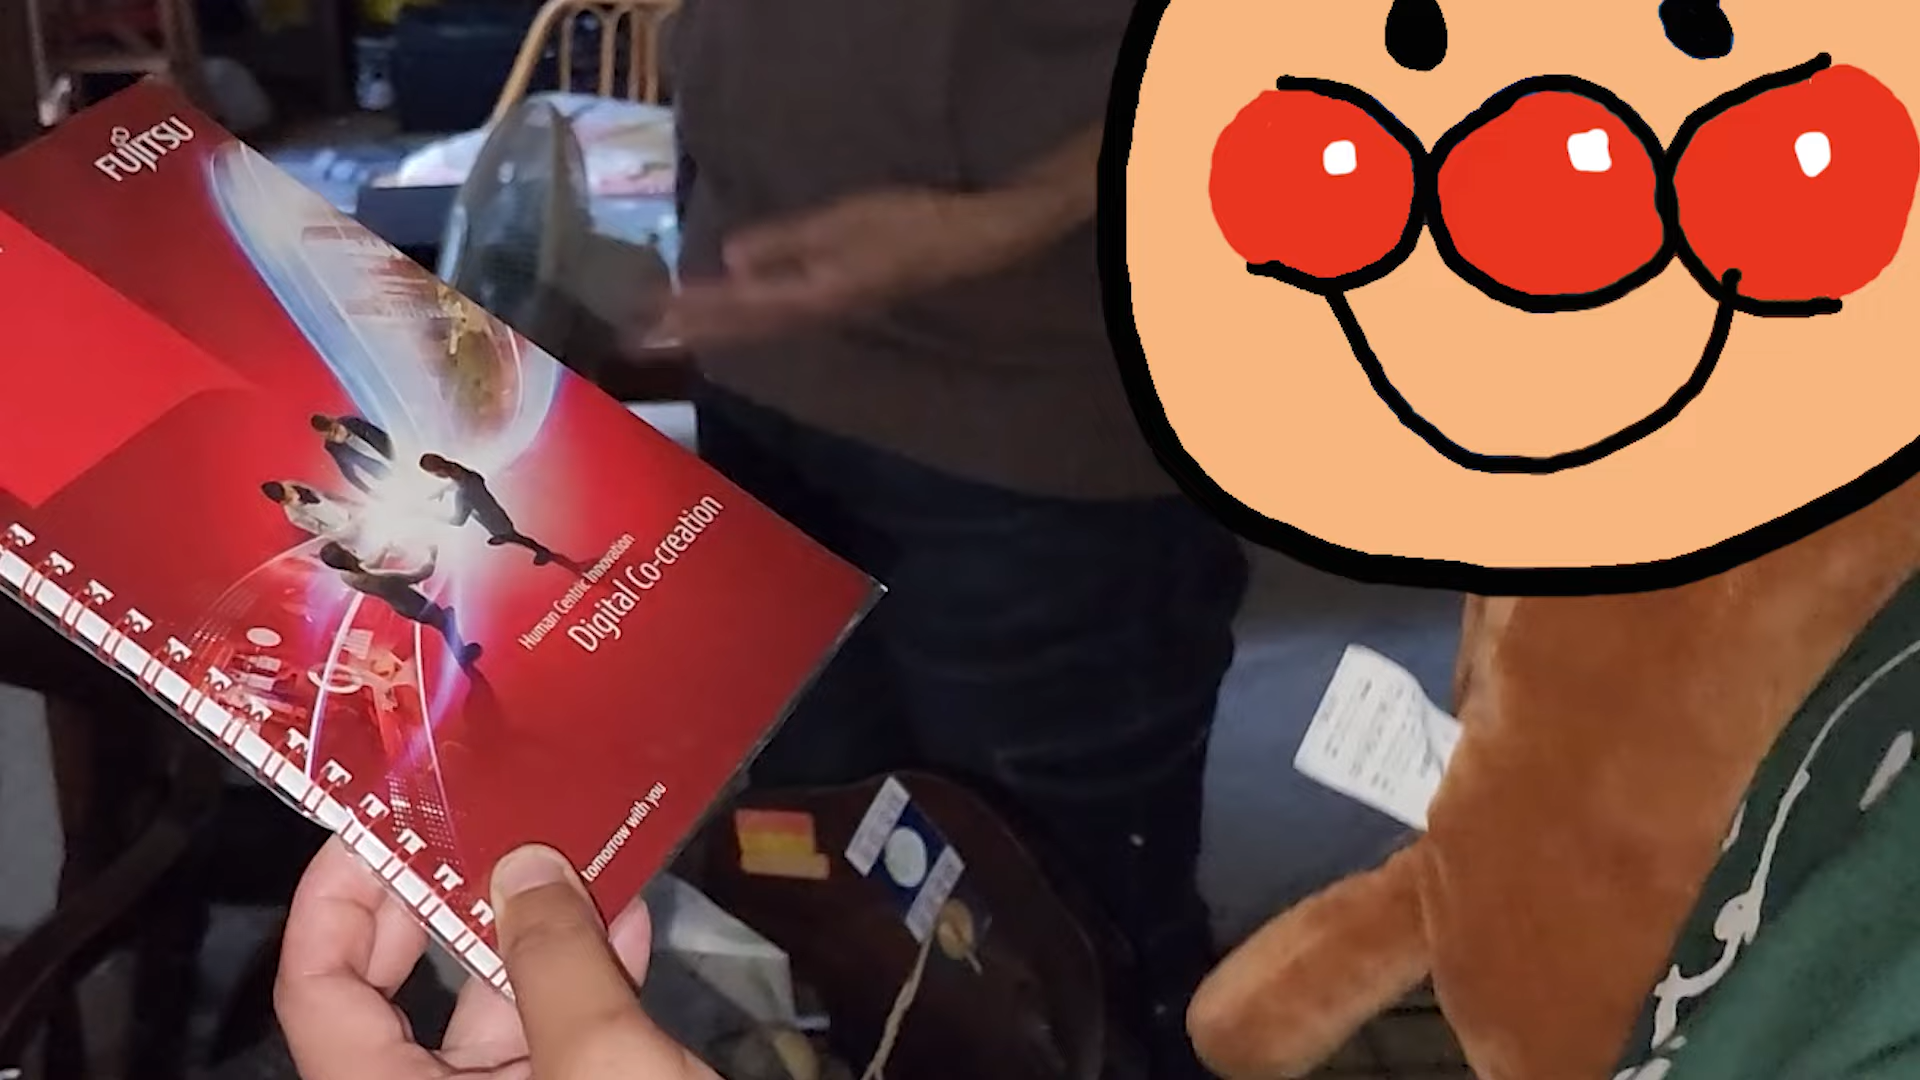 FUJITSU
Human Centric Innovation
Digital Co-creation
tomorrow with you